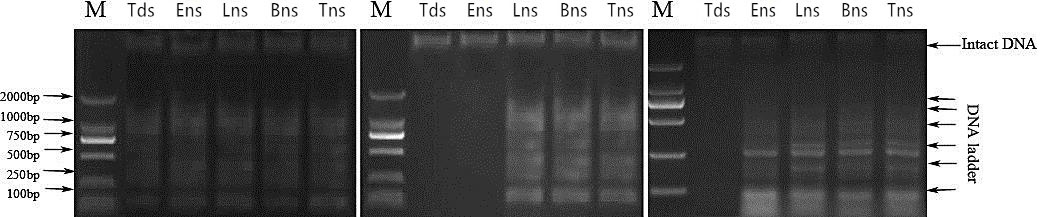 M Tds Ens Lns Bns Tns M Tds Ens Lns Bns Tns M Tds Ens Lns Bns Tns
Intact DNA
2000bp
1000bp
750bp
500bp
250bp
100bp
DNA ladder